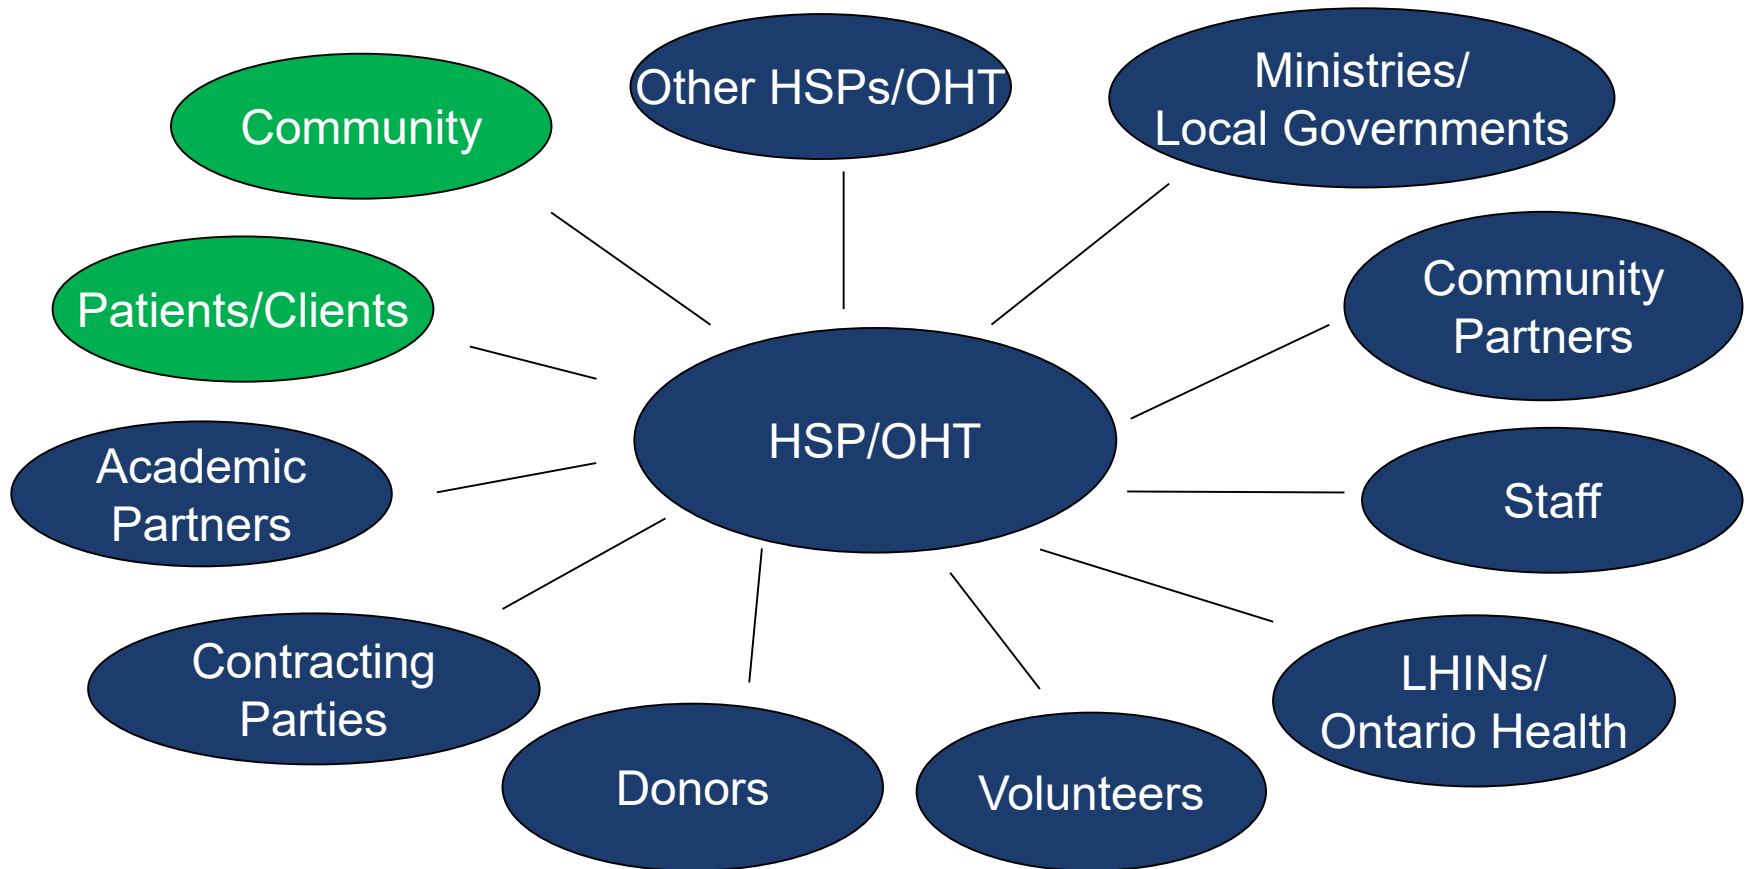 Other HSPs/OHT
Ministries/
Local Governments
Community
Community
Partners
Patients/Clients
HSP/OHT
Academic
Partners
Staff
Contracting
Parties
LHINs/
Ontario Health
Donors
Volunteers